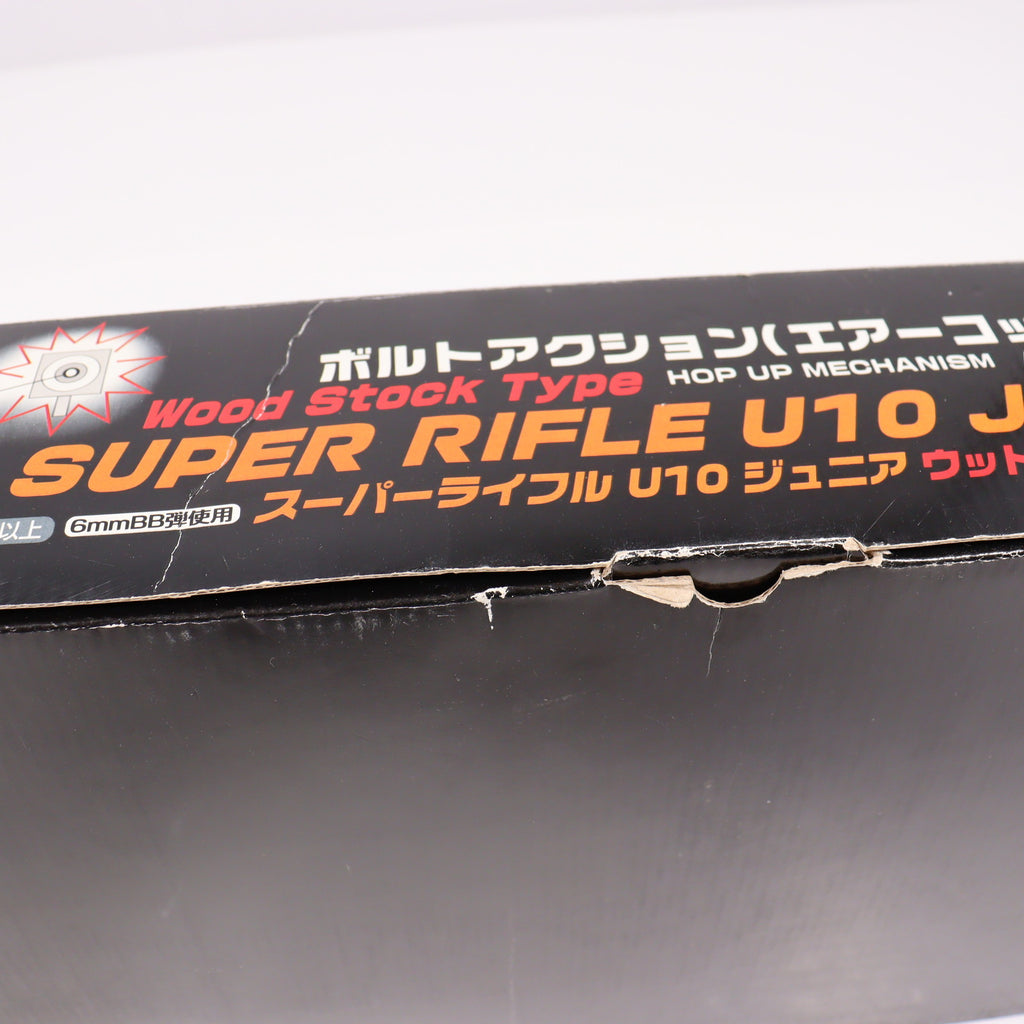 ボルトアクション(エアーコッ
Wood Stock Type HOP UP MECHANISM
SUPER RIFLE U10 J
スーパーライフル U10 ジュニア ウット
以上 6mmBB弾使用